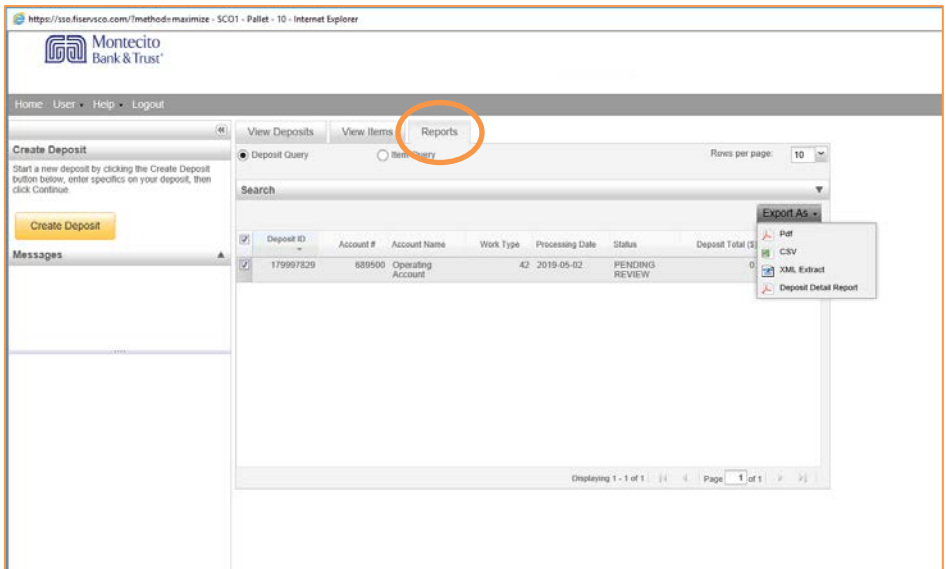 https://sso.fiservsco.com/?method=maximize - SCO1 - Pallet - 10 - Internet Explorer
Montecito
Bank & Trust
Home User Help Logout
View Deposits View Items Reports
Create Deposit
Start a new deposit by clicking the Create Deposit
button below, enter specifics on your deposit, then
click Continue.
Create Deposit
Messages
Deposit Query Item Query Rows per page: 10
Search
Export As
Pdf
CSV
XML Extract
Deposit Detail Report
Deposit ID Account # Account Name Work Type Processing Date Status Deposit Total ($)
179997829 689500 Operating 42 2019-05-02 PENDING 0
Account REVIEW
Displaying 1 - 1 of 1 Page 1 of 1